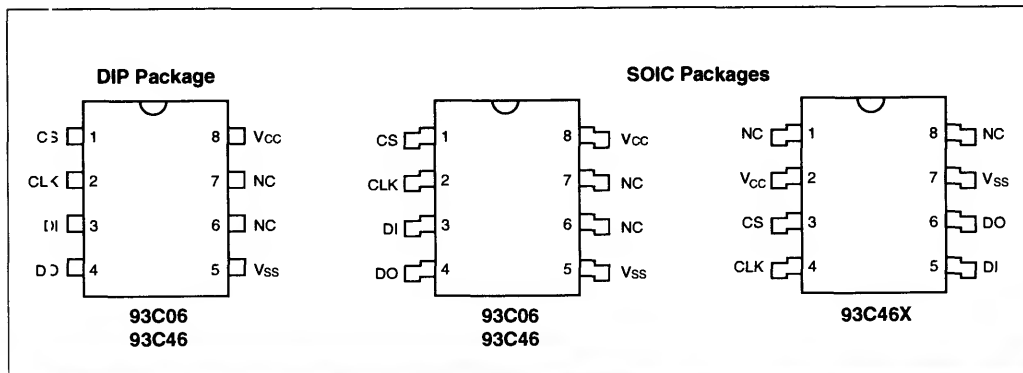 DIP Package
SOIC Packages
CS 1 8 VCC
CLK 2 7 NC
DI 3 6 NC
DO 4 5 VSS
93C06
93C46
CS 1 8 VCC
CLK 2 7 NC
DI 3 6 NC
DO 4 5 VSS
93C06
93C46
NC 1 8 NC
VCC 2 7 VSS
CS 3 6 DO
CLK 4 5 DI
93C46X